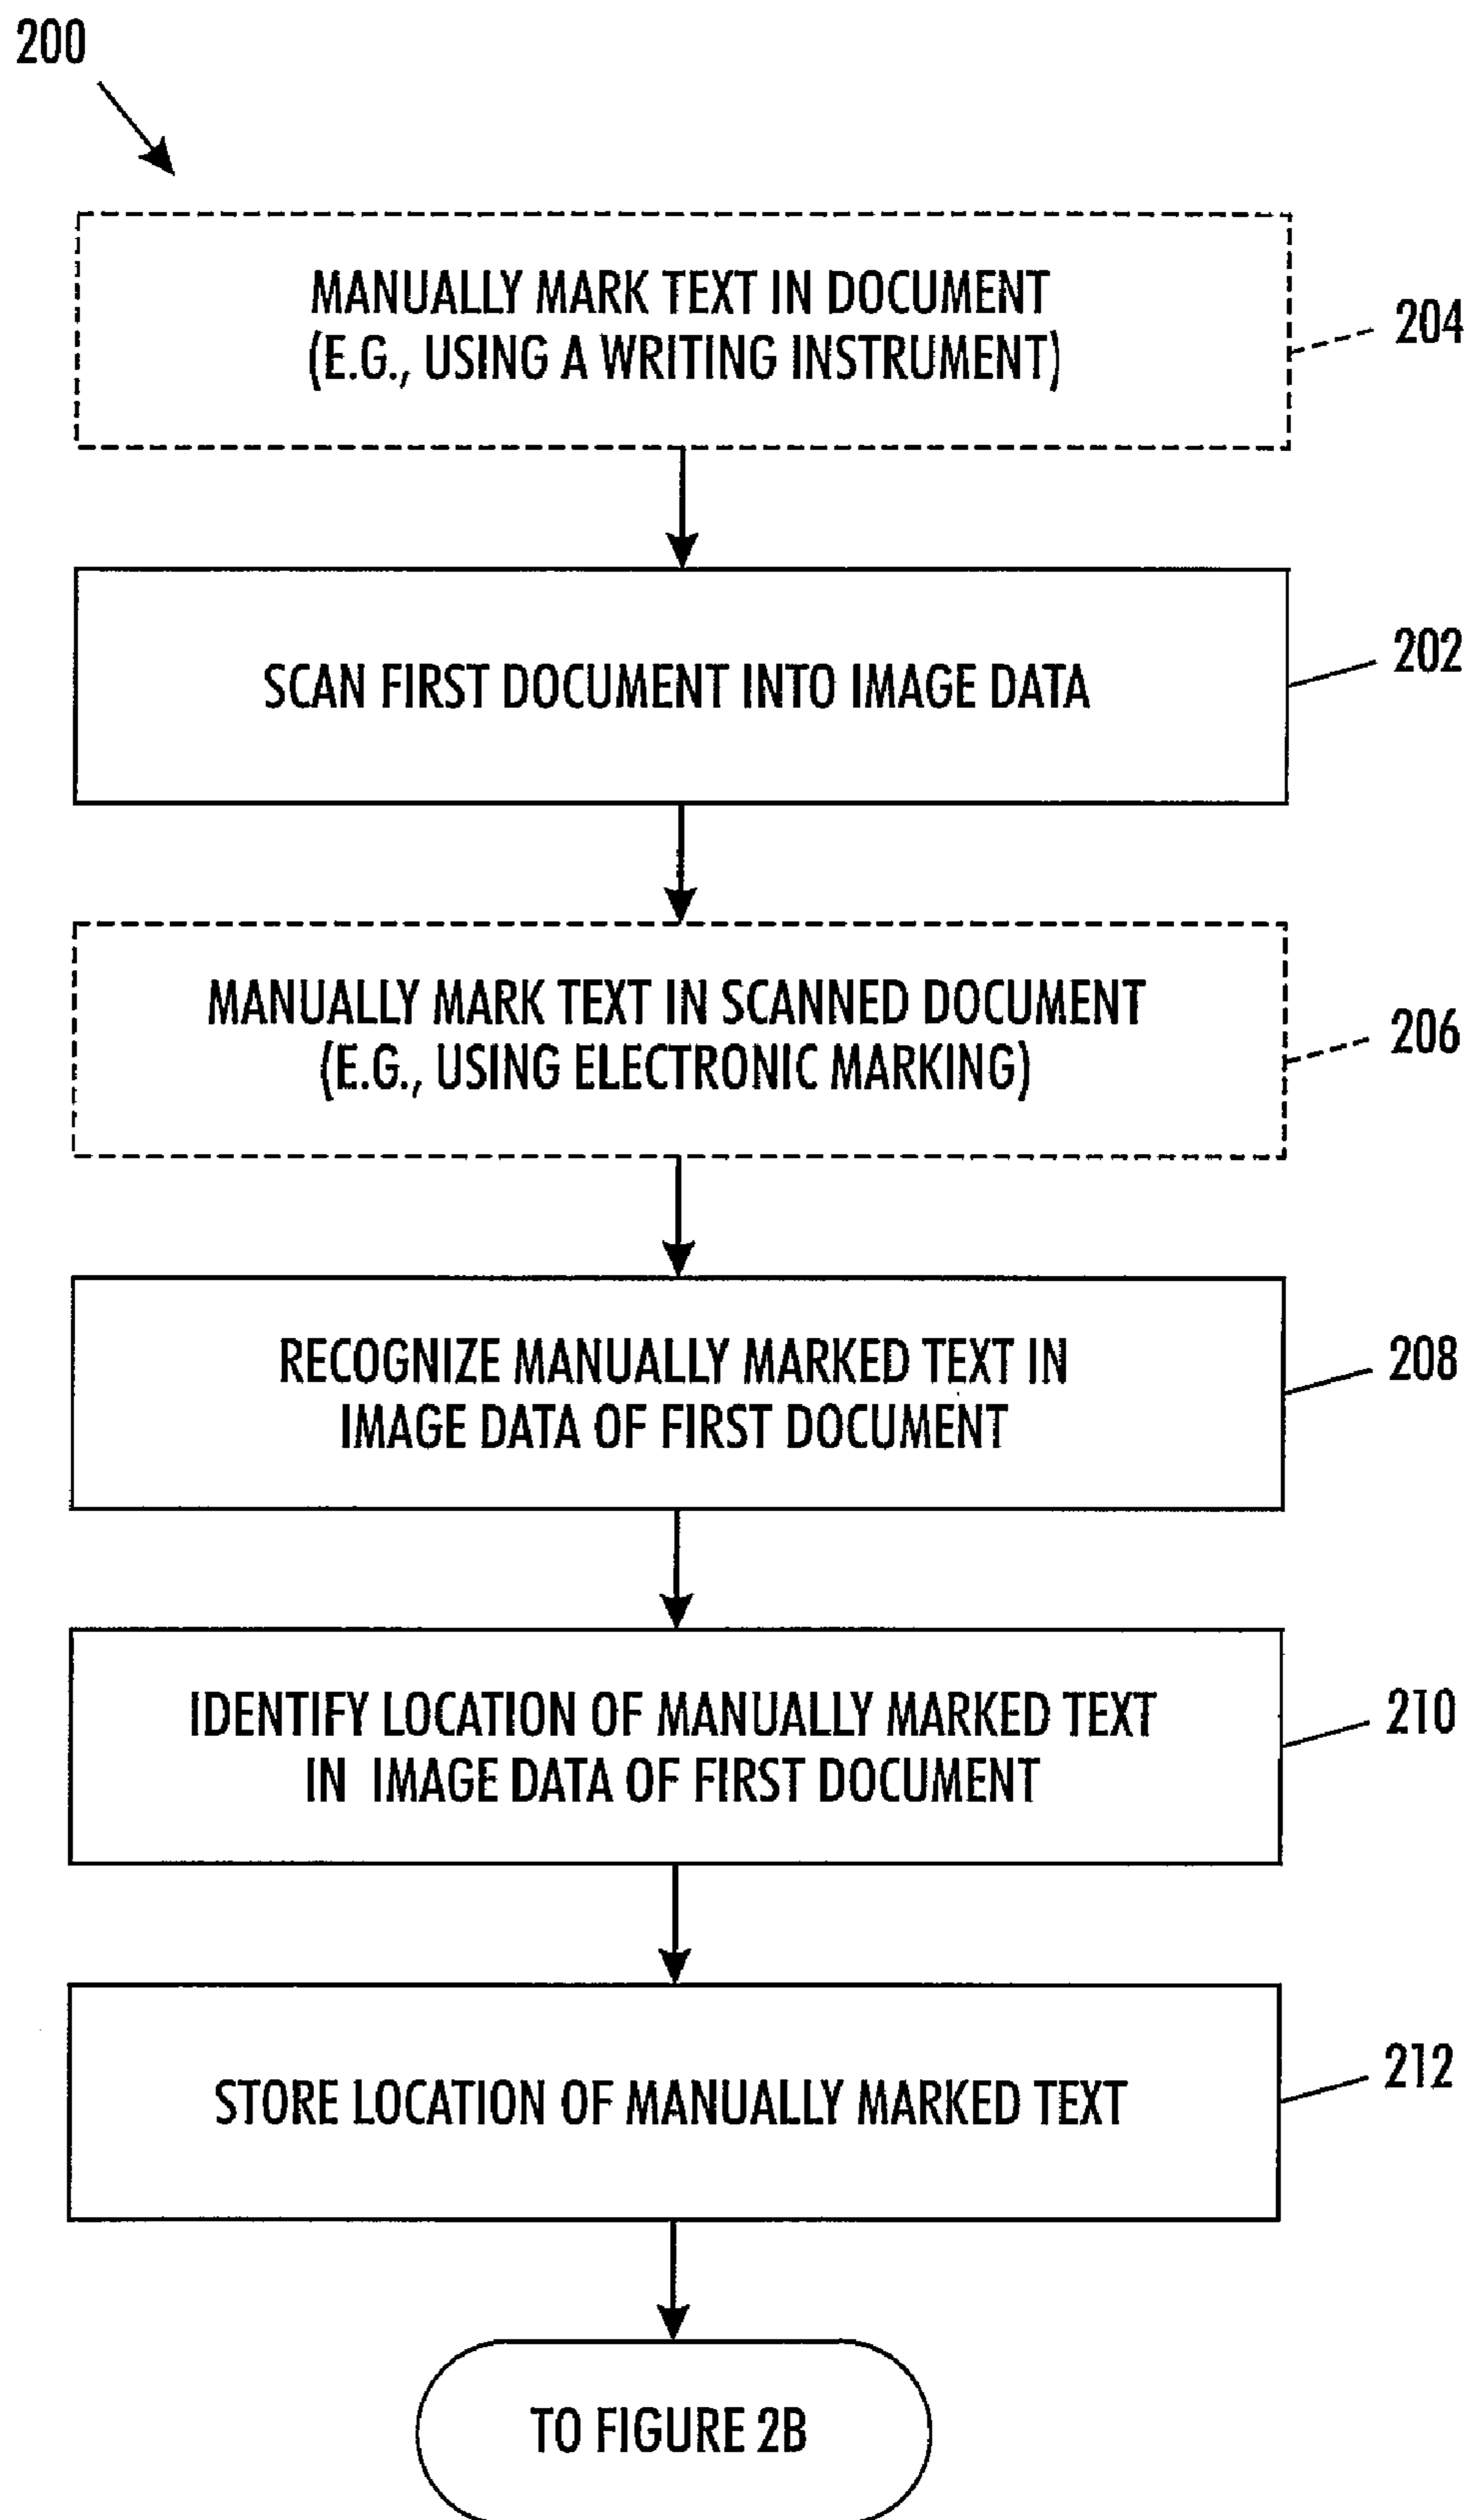 200
MANUALLY MARK TEXT IN DOCUMENT
(E.G., USING A WRITING INSTRUMENT)
204
SCAN FIRST DOCUMENT INTO IMAGE DATA
202
MANUALLY MARK TEXT IN SCANNED DOCUMENT
(E.G., USING ELECTRONIC MARKING)
206
RECOGNIZE MANUALLY MARKED TEXT IN
IMAGE DATA OF FIRST DOCUMENT
208
IDENTIFY LOCATION OF MANUALLY MARKED TEXT
IN IMAGE DATA OF FIRST DOCUMENT
210
STORE LOCATION OF MANUALLY MARKED TEXT
212
TO FIGURE 2B